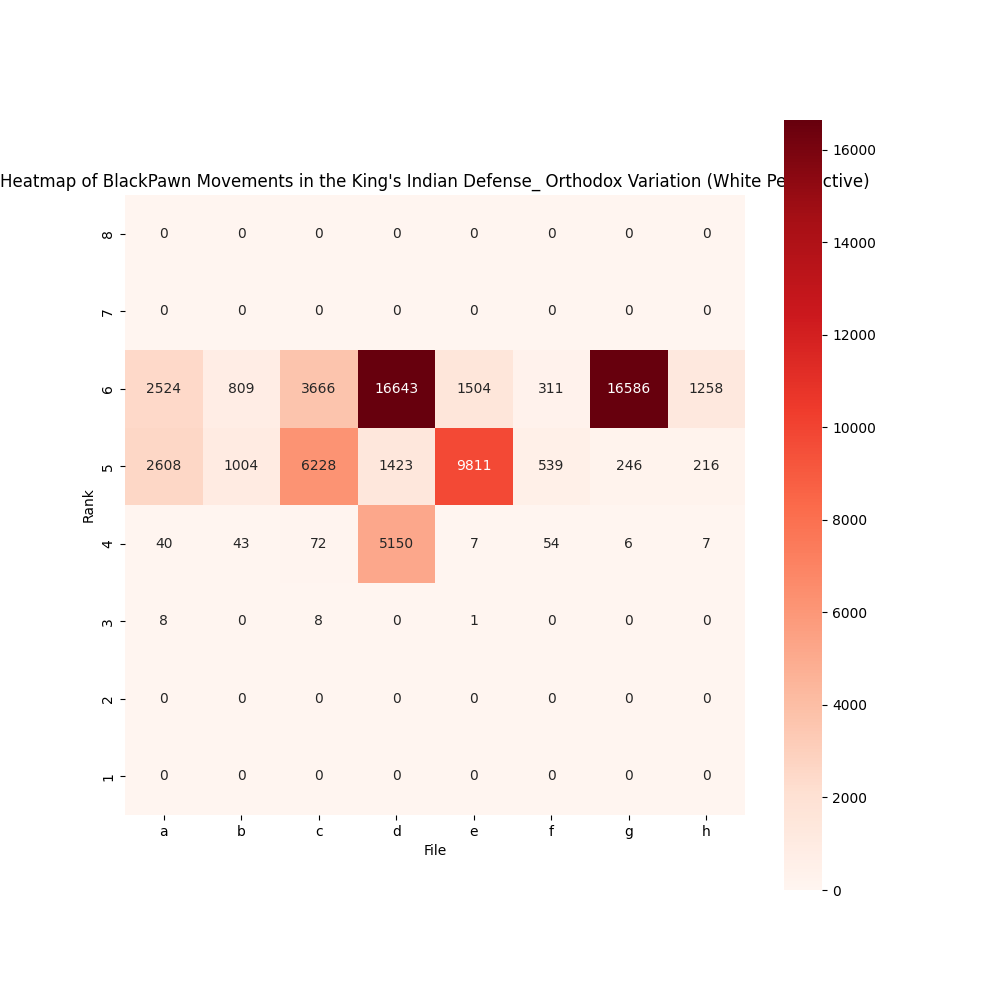 Heatmap of BlackPawn Movements in the King's Indian Defense_ Orthodox Variation (White Pe ctive)
8 0 0 0 0 0 0 0 0
7 0 0 0 0 0 0 0 0
6 2524 809 3666 16643 1504 311 16586 1258
5 2608 1004 6228 1423 9811 539 246 216
4 40 43 72 5150 7 54 6 7
3 8 0 8 0 1 0 0 0
2 0 0 0 0 0 0 0 0
1 0 0 0 0 0 0 0 0
a b c d e f g h
File
Rank
16000
14000
12000
10000
8000
6000
4000
2000
0